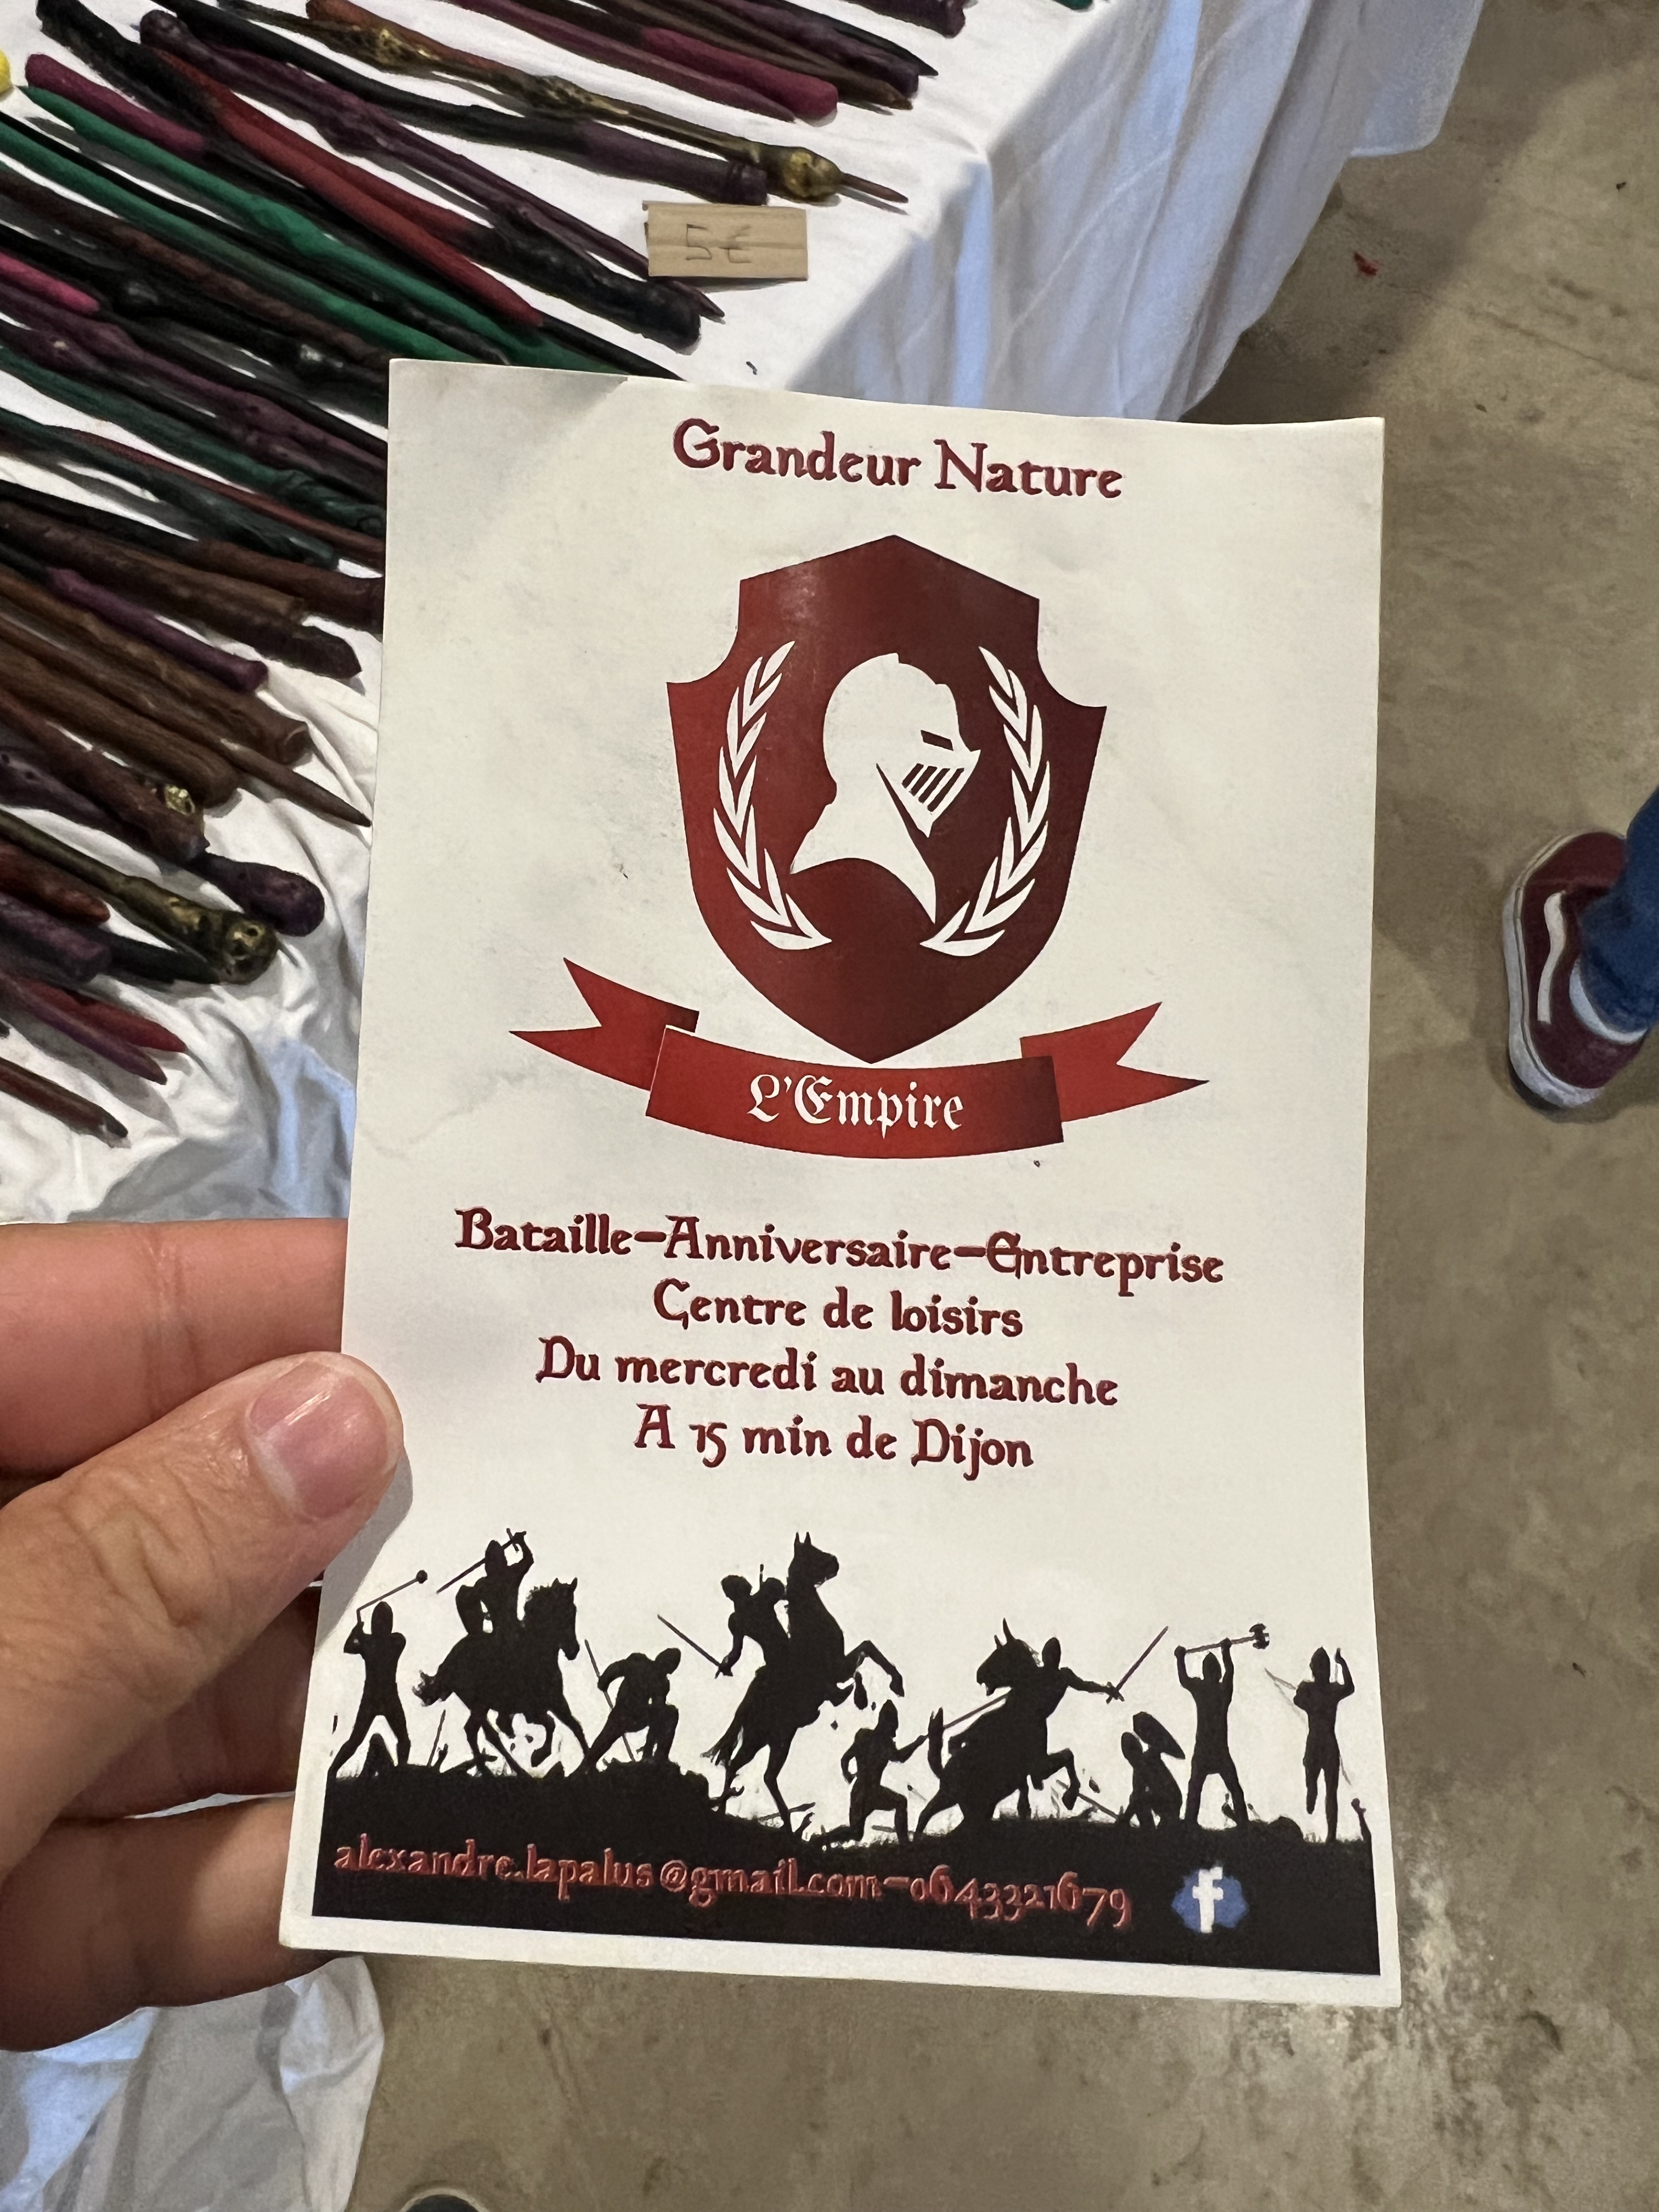 5€
Grandeur Nature
L'Empire
Bataille-Anniversaire-Entreprise
Centre de loisirs
Du mercredi au dimanche
A 15 min de Dijon
alexandre.lapalus@gmail.com-0643321679
f